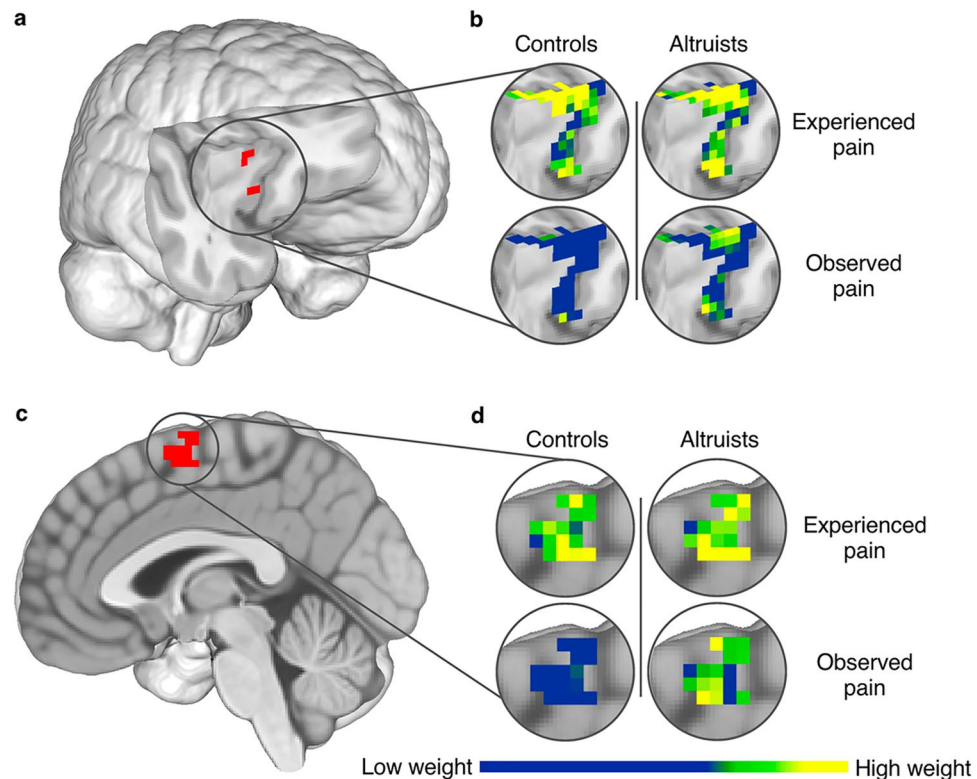 a
b
Controls
Altruists
Experienced
pain
Observed
pain
c
d
Controls
Altruists
Experienced
pain
Observed
pain
Low weight
High weight